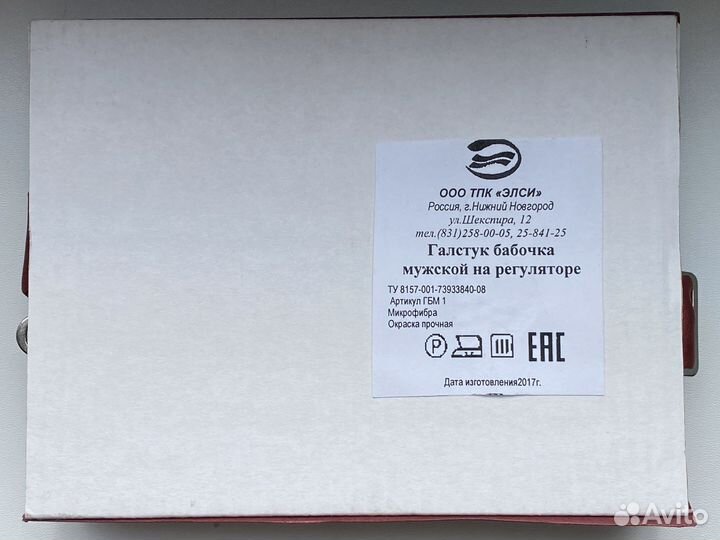 ООО ТПК «ЭЛСИ»
Россия, г.Нижний Новгород
ул.Шекспира, 12
тел.(831)258-00-05, 25-841-25
Галстук бабочка
мужской на регуляторе
ТУ 8157-001-73933840-08
Артикул ГБМ 1
Микрофибра
Окраска прочная
P EAC
Дата изготовления2017г.
Avito